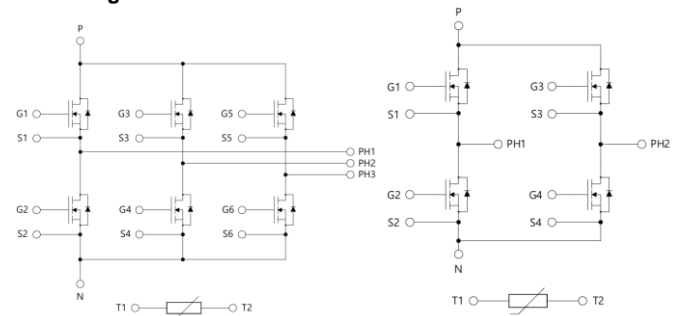 P
G1 G3 G5
S1 S3 S5
PH1
PH2
PH3
G2 G4 G6
S2 S4 S6
N
T1 T2
P
G1 G3
S1 S3
PH1 PH2
G2 G4
S2 S4
N
T1 T2